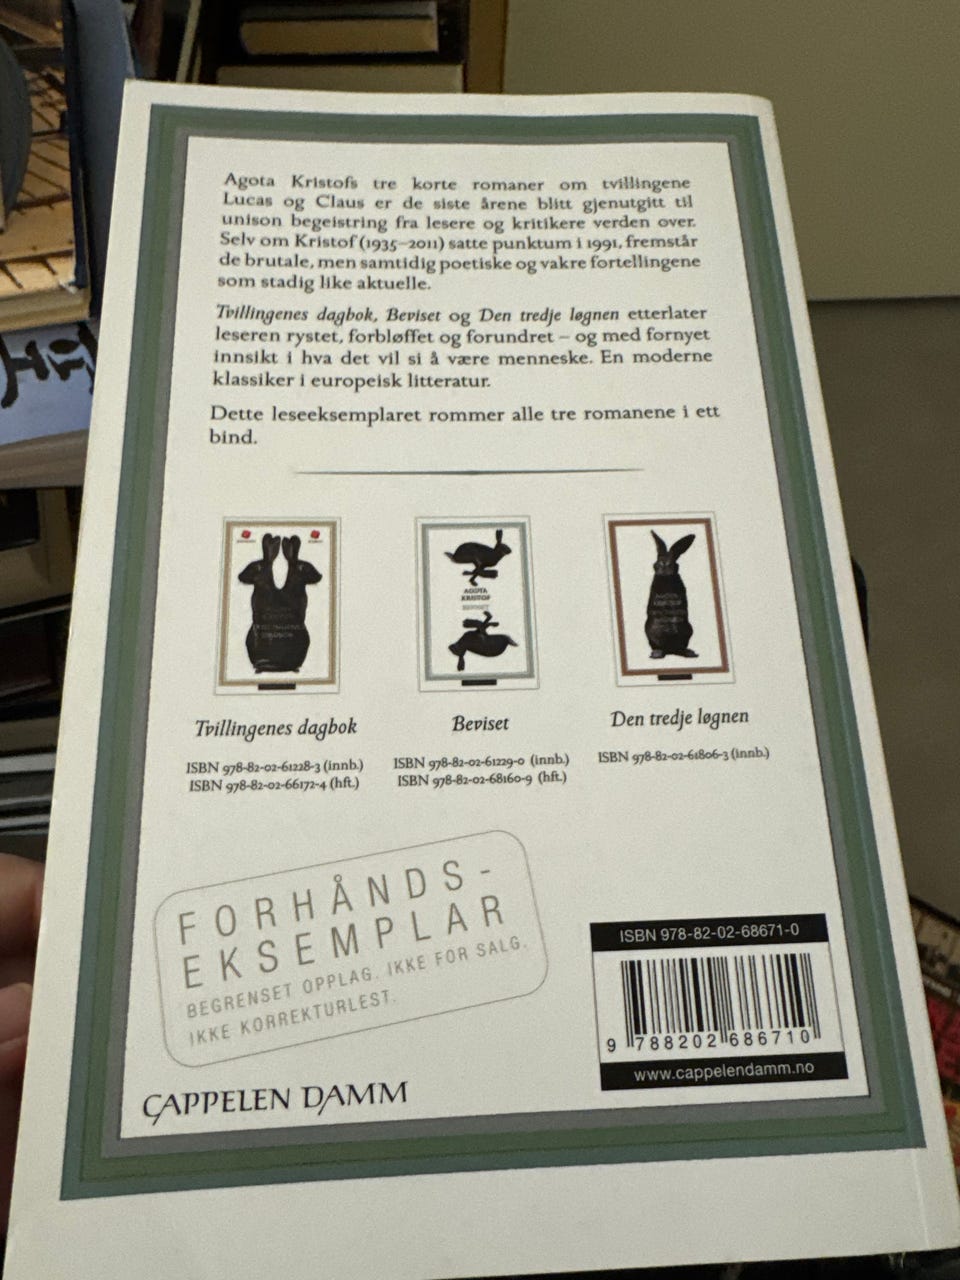 Agota Kristofs tre korte romaner om tvillingene
Lucas og Claus er de siste årene blitt gjenutgitt til
unison begeistring fra lesere og kritikere verden over.
Selv om Kristof (1935–2011) satte punktum i 1991, fremstår
de brutale, men samtidig poetiske og vakre fortellingene
som stadig like aktuelle.
Tvillingenes dagbok, Beviset og Den tredje løgnen etterlater
leseren rystet, forbløffet og forundret – og med fornyet
innsikt i hva det vil si å være menneske. En moderne
klassiker i europeisk litteratur.
Dette leseeksemplaret rommer alle tre romanene i ett
bind.
AGOTA
KRISTOF
BEVISET
Tvillingenes dagbok
ISBN 978-82-02-61228-3 (innb.)
ISBN 978-82-02-66172-4 (hft.)
Beviset
ISBN 978-82-02-61229-0 (innb.)
ISBN 978-82-02-68160-9 (hft.)
Den tredje løgnen
ISBN 978-82-02-61806-3 (innb.)
FORHÅNDS-
EKSEMPLAR
BEGRENSET OPPLAG. IKKE FOR SALG.
IKKE KORREKTURLEST.
ISBN 978-82-02-68671-0
9 788202 686710
www.cappelendamm.no
CAPPELEN DAMM